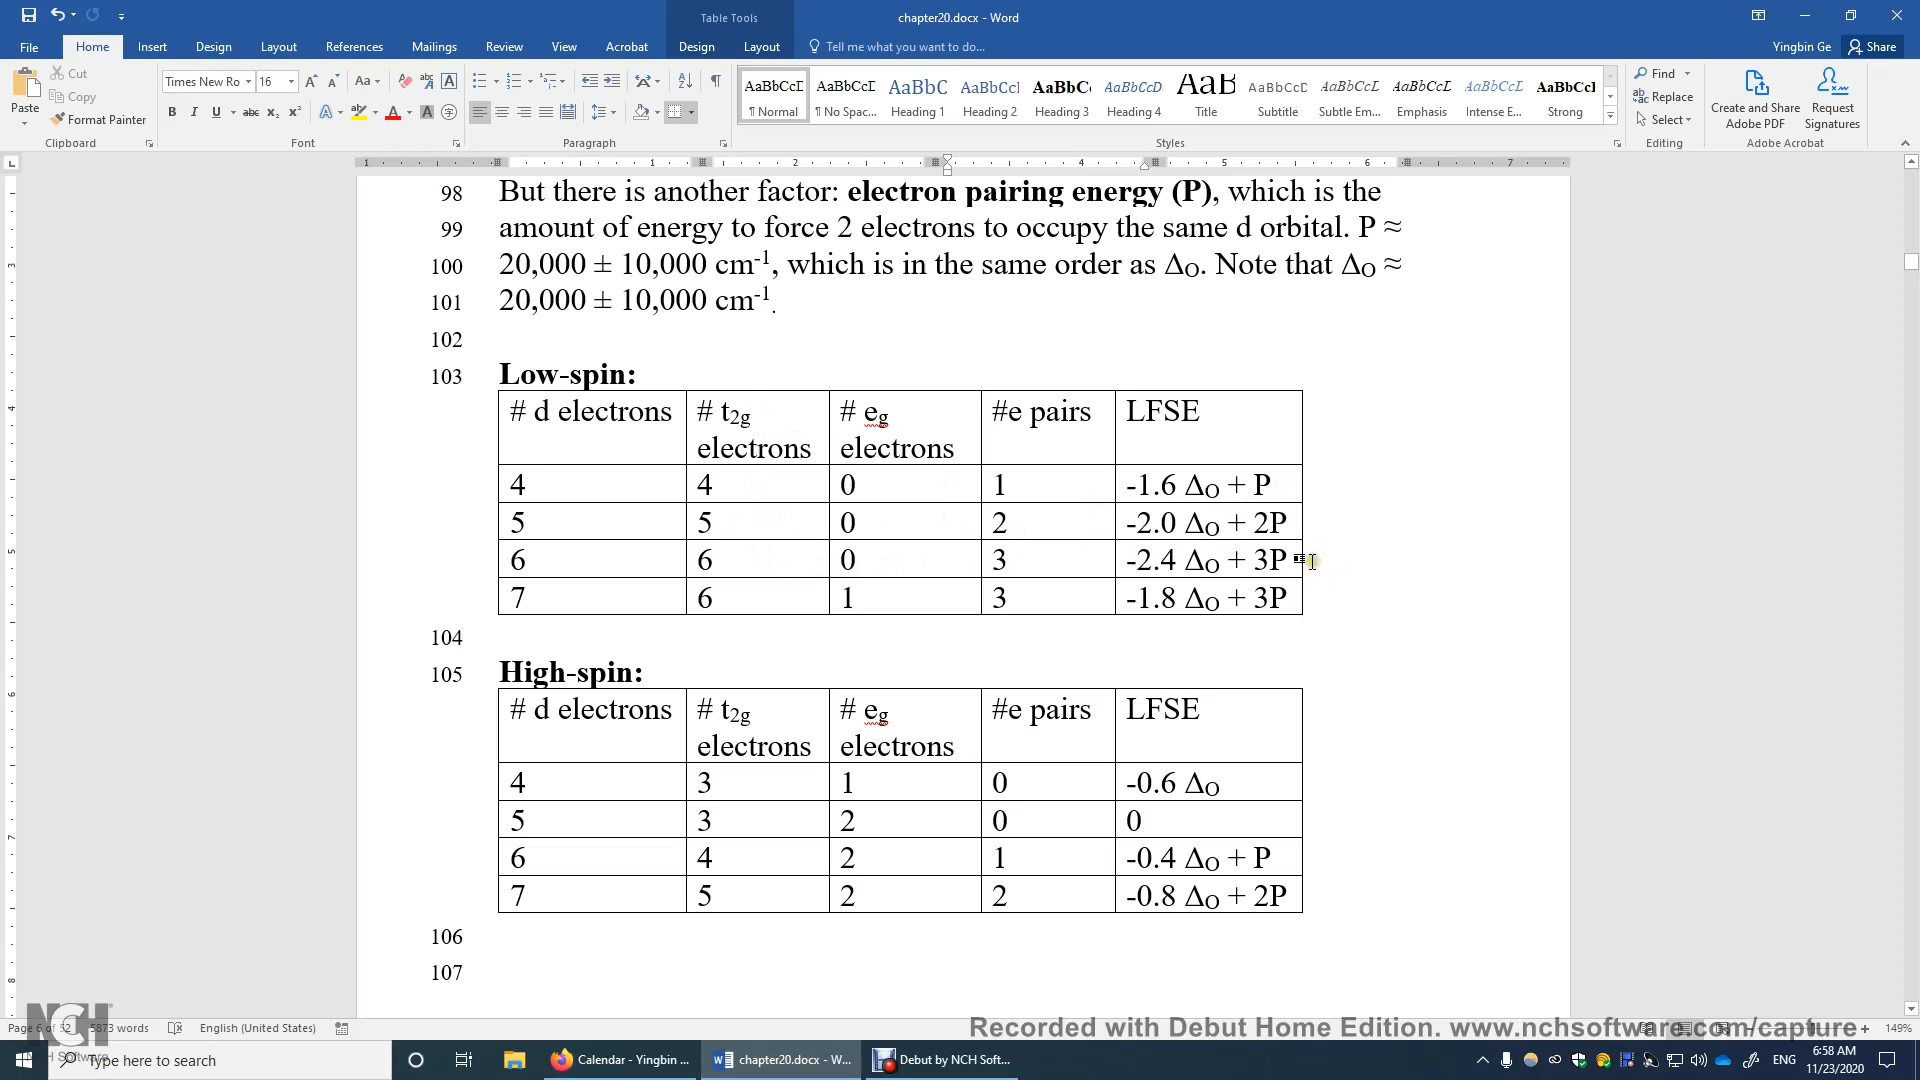 Table Tools
chapter20.docx - Word
File Home Insert Design Layout References Mailings Review View Acrobat Design Layout Tell me what you want to do... Yingbin Ge Share
Paste Cut Copy Format Painter
Times New Ro 16
AaBbCcD AaBbCcD AaBbC AaBbCcI AaBbCc AaBbCcD AaB AaBbCcD AaBbCcL AaBbCcL AaBbCcL AaBbCcI
¶ Normal ¶ No Spac... Heading 1 Heading 2 Heading 3 Heading 4 Title Subtitle Subtle Em... Emphasis Intense E... Strong
Find Replace Select
Create and Share Adobe PDF
Request Signatures
Clipboard Font Paragraph Styles Editing Adobe Acrobat
98 But there is another factor: electron pairing energy (P), which is the
99 amount of energy to force 2 electrons to occupy the same d orbital. P ≈
100 20,000 ± 10,000 cm⁻¹, which is in the same order as ΔO. Note that ΔO ≈
101 20,000 ± 10,000 cm⁻¹.
102
103 Low-spin:
# d electrons # t2g electrons # eg electrons #e pairs LFSE
4 4 0 1 -1.6 ΔO + P
5 5 0 2 -2.0 ΔO + 2P
6 6 0 3 -2.4 ΔO + 3P
7 6 1 3 -1.8 ΔO + 3P
104
105 High-spin:
# d electrons # t2g electrons # eg electrons #e pairs LFSE
4 3 1 0 -0.6 ΔO
5 3 2 0 0
6 4 2 1 -0.4 ΔO + P
7 5 2 2 -0.8 ΔO + 2P
106
107
NCH
NCH Software
Page 6 of 52 5873 words English (United States) 149%
Recorded with Debut Home Edition. www.nchsoftware.com/capture
Type here to search
Calendar - Yingbin ...
chapter20.docx - W...
Debut by NCH Soft...
ENG
6:58 AM
11/23/2020